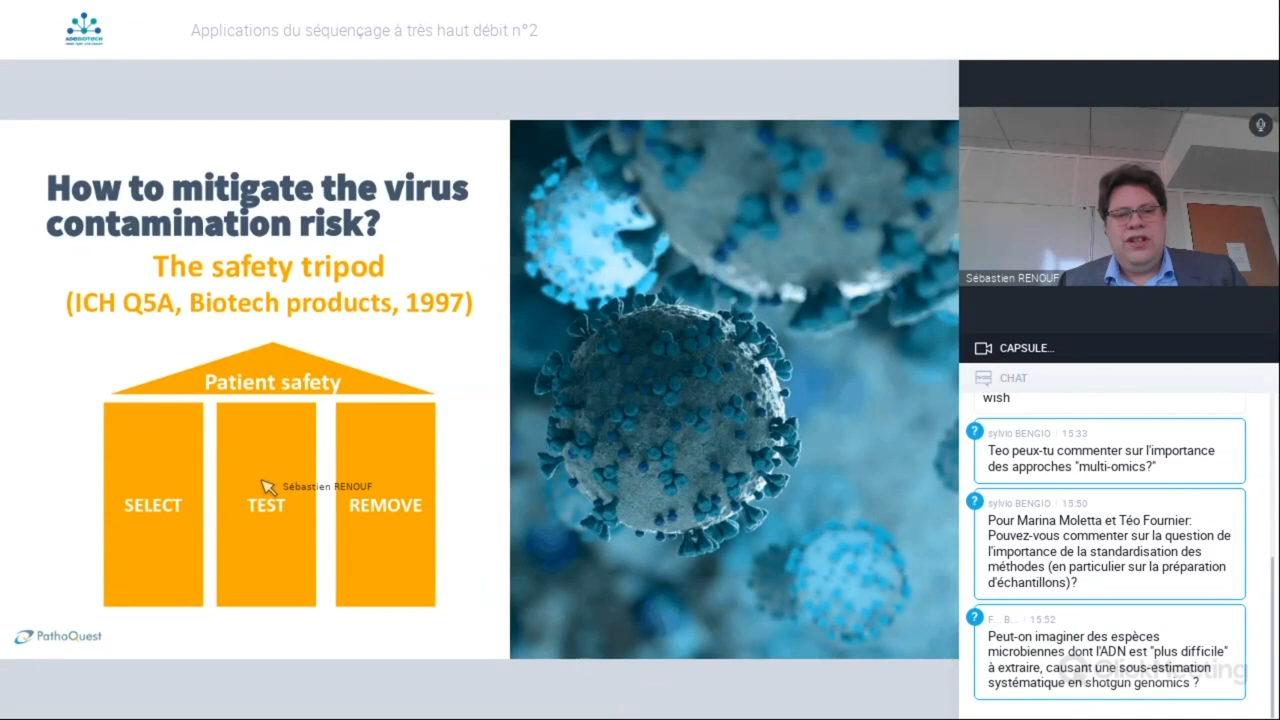 ADEBIOTECH
Applications du séquençage à très haut débit n°2
How to mitigate the virus
contamination risk?
The safety tripod
(ICH Q5A, Biotech products, 1997)
Patient safety
SELECT
TEST
REMOVE
Sébastien RENOUF
PathoQuest
Sébastien RENOUF
CAPSULE...
CHAT
wish
?
sylvio BENGIO 15:33
Teo peux-tu commenter sur l'importance
des approches "multi-omics?"
?
sylvio BENGIO 15:50
Pour Marina Moletta et Téo Fournier:
Pouvez-vous commenter sur la question de
l'importance de la standardisation des
méthodes (en particulier sur la préparation
d'échantillons)?
?
F... B... 15:52
Peut-on imaginer des espèces
microbiennes dont l'ADN est "plus difficile"
à extraire, causant une sous-estimation
systématique en shotgun genomics ?
ClickMeeting